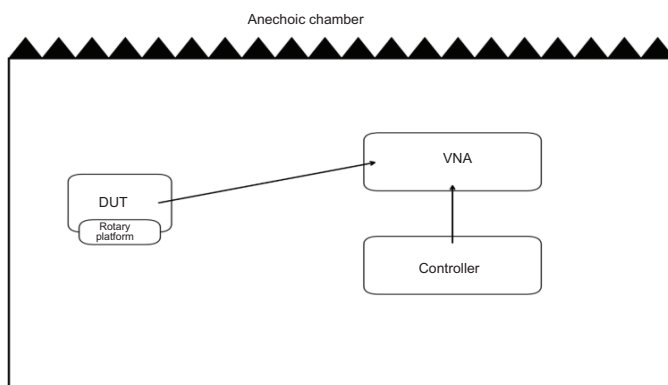 Anechoic chamber
VNA
DUT
Rotary
platform
Controller